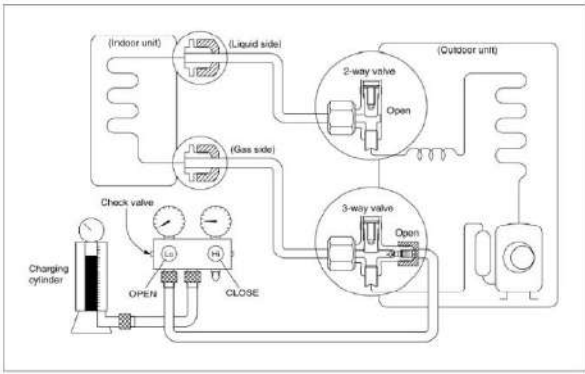 (Indoor unit)
(Liquid side)
(Outdoor unit)
2-way valve
Open
(Gas side)
3-way valve
Open
Check valve
Lo
Hi
Charging
cylinder
OPEN
CLOSE